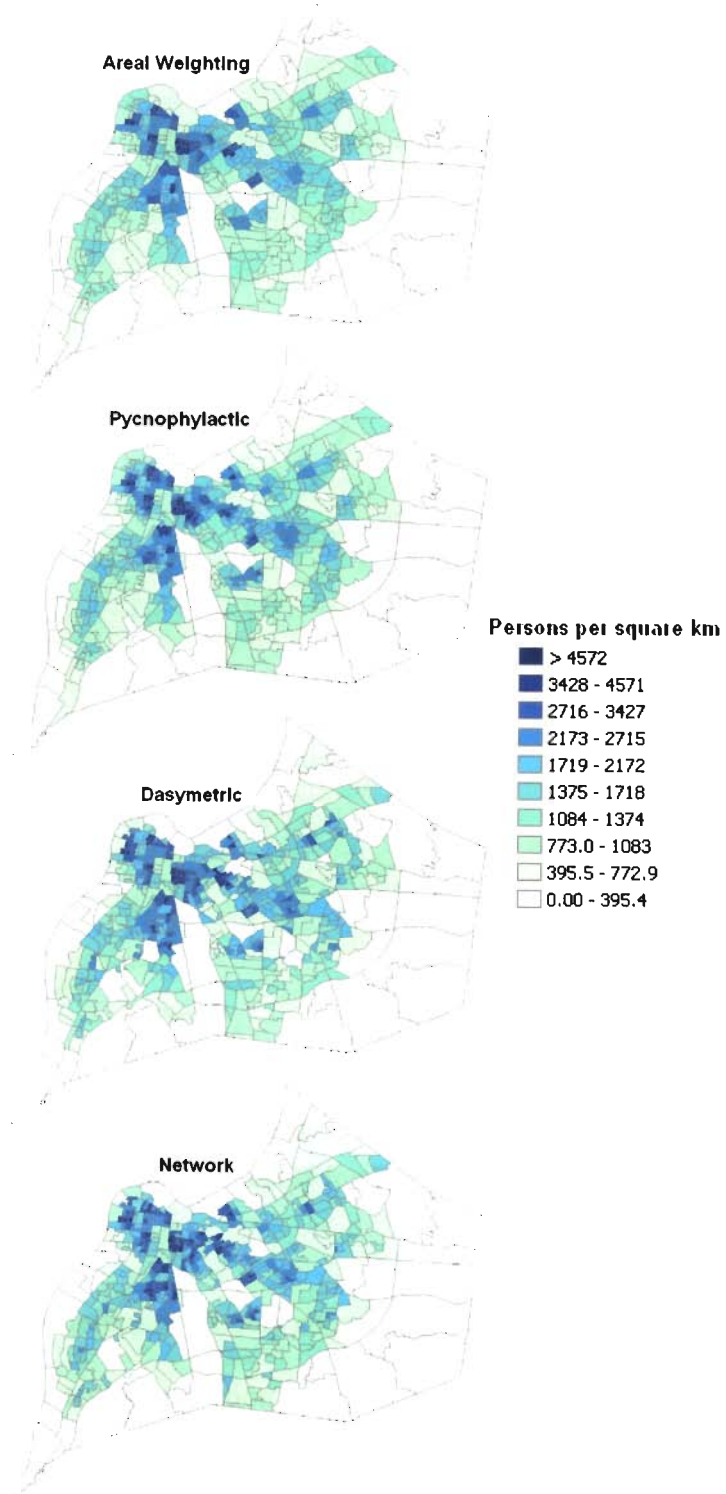 Areal Weighting
Pycnophylactic
Persons per square km
> 4572
3428 - 4571
2716 - 3427
2173 - 2715
1719 - 2172
1375 - 1718
1084 - 1374
773.0 - 1083
395.5 - 772.9
0.00 - 395.4
Dasymetric
Network